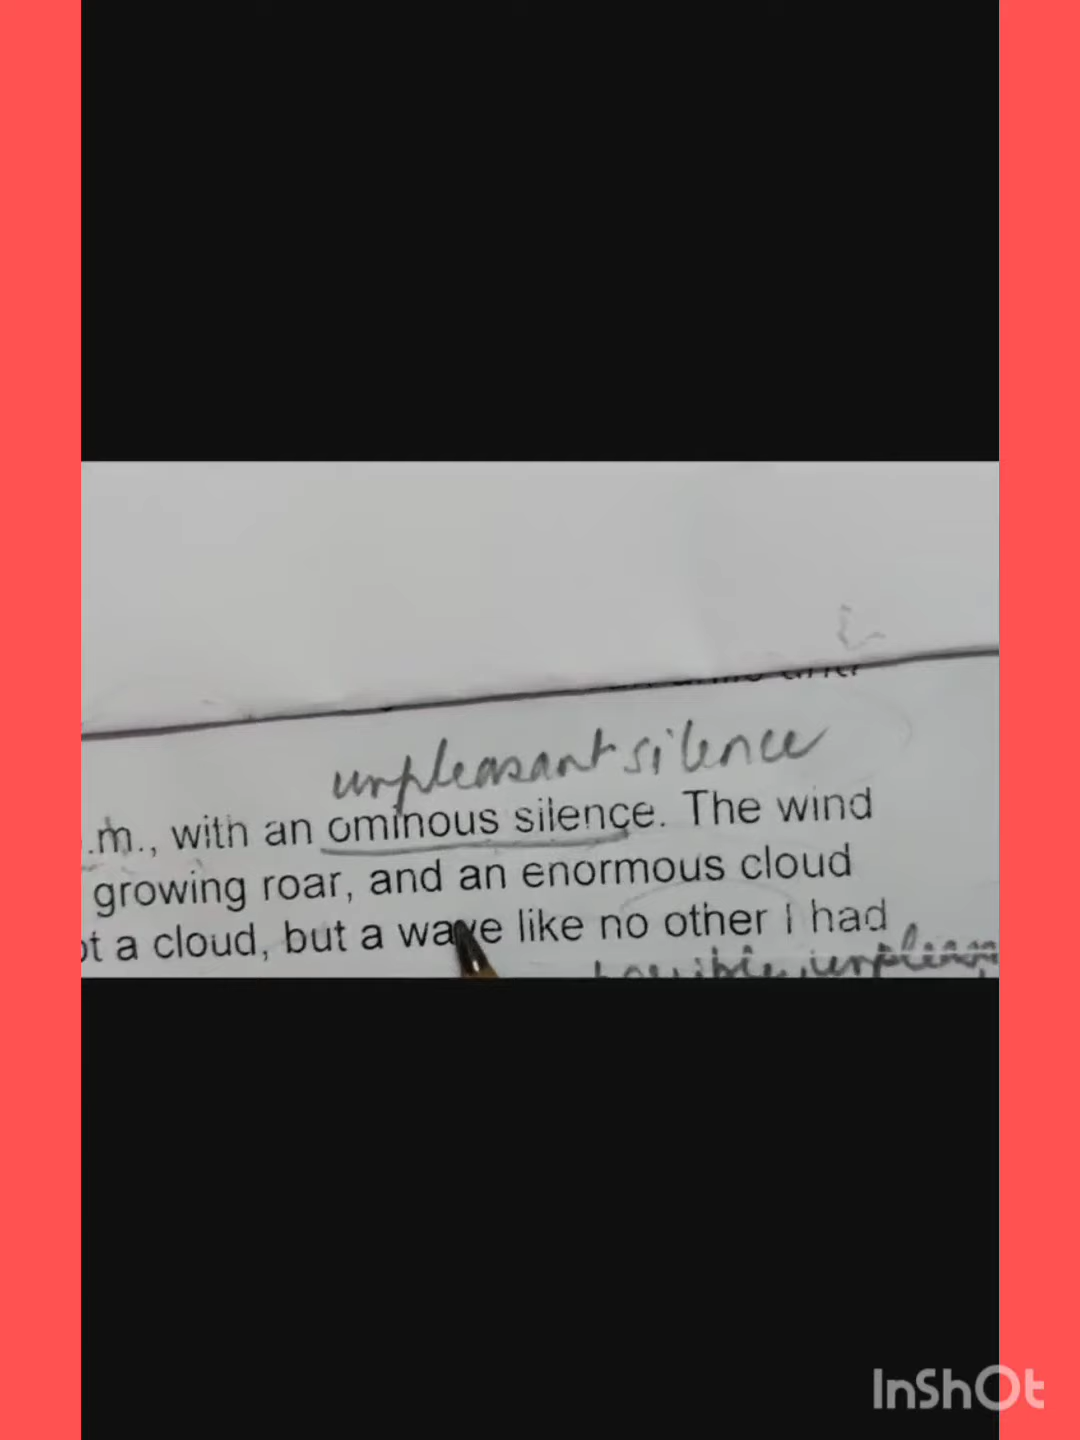 unpleasant silence
.m., with an ominous silence. The wind
growing roar, and an enormous cloud
t a cloud, but a wave like no other I had
InShOt